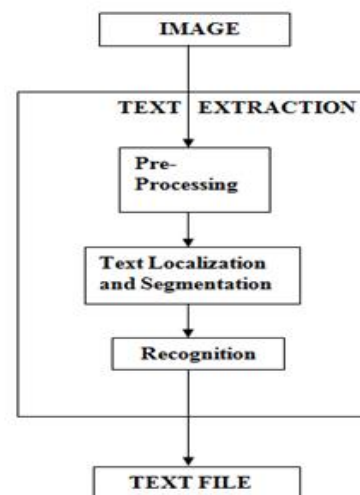 IMAGE
TEXT EXTRACTION
Pre-
Processing
Text Localization
and Segmentation
Recognition
TEXT FILE